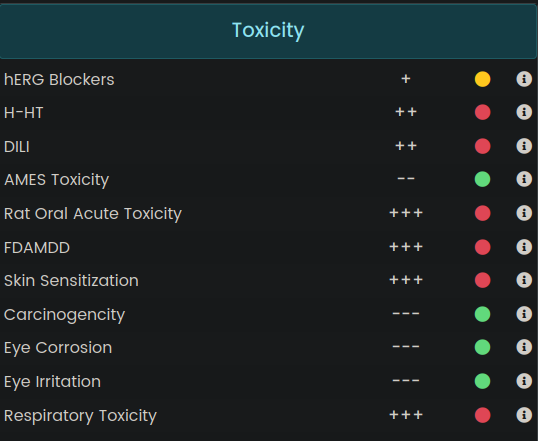 Toxicity
hERG Blockers +
H-HT ++
DILI ++
AMES Toxicity --
Rat Oral Acute Toxicity +++
FDAMDD +++
Skin Sensitization +++
Carcinogencity ---
Eye Corrosion ---
Eye Irritation ---
Respiratory Toxicity +++